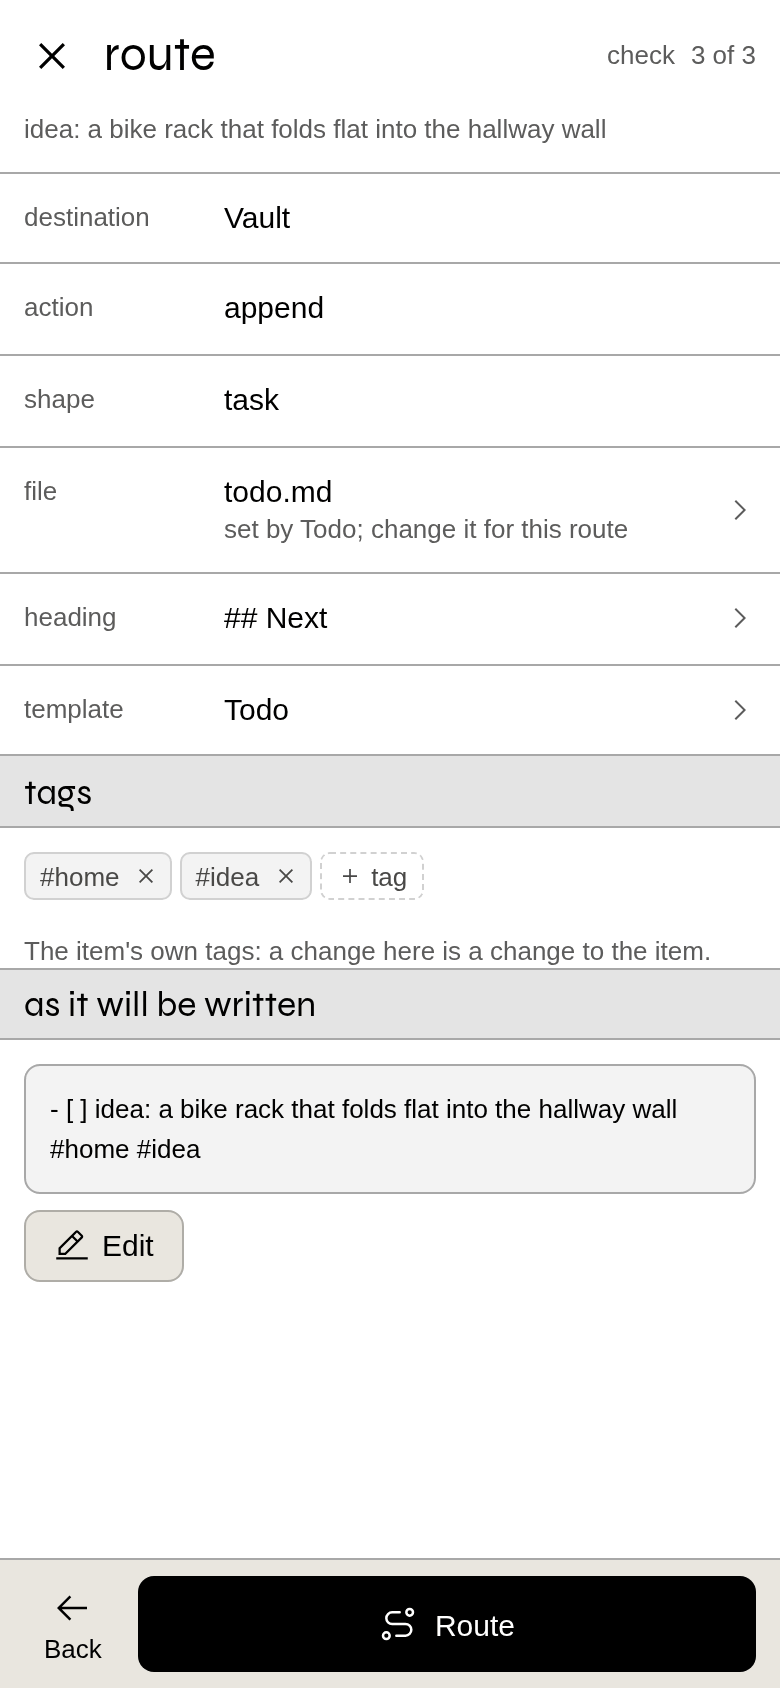 route
check 3 of 3
idea: a bike rack that folds flat into the hallway wall
destination Vault
action append
shape task
file todo.md
set by Todo; change it for this route
heading ## Next
template Todo
tags
#home #idea + tag
The item's own tags: a change here is a change to the item.
as it will be written
- [ ] idea: a bike rack that folds flat into the hallway wall
#home #idea
Edit
Back
Route